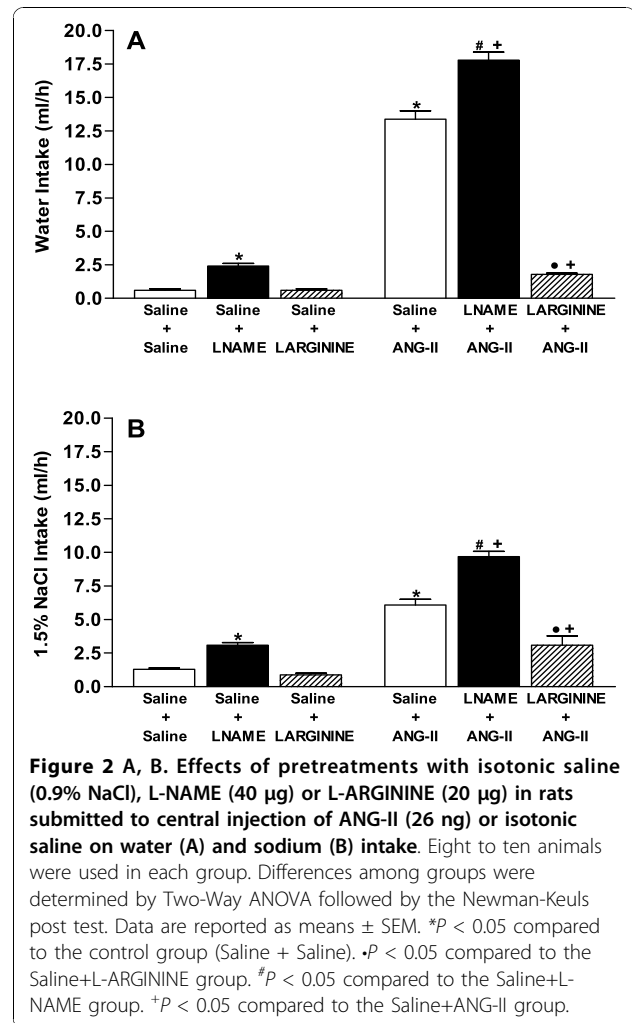 A
20.0
17.5
15.0
12.5
10.0
7.5
5.0
2.5
0.0
Water Intake (ml/h)
* * # + • +
Saline Saline Saline Saline LNAME LARGININE
+ + + + + +
Saline LNAME LARGININE ANG-II ANG-II ANG-II
B
20.0
17.5
15.0
12.5
10.0
7.5
5.0
2.5
0.0
1.5% NaCl Intake (ml/h)
* * # + • +
Saline Saline Saline Saline LNAME LARGININE
+ + + + + +
Saline LNAME LARGININE ANG-II ANG-II ANG-II
Figure 2 A, B. Effects of pretreatments with isotonic saline
(0.9% NaCl), L-NAME (40 μg) or L-ARGININE (20 μg) in rats
submitted to central injection of ANG-II (26 ng) or isotonic
saline on water (A) and sodium (B) intake. Eight to ten animals
were used in each group. Differences among groups were
determined by Two-Way ANOVA followed by the Newman-Keuls
post test. Data are reported as means ± SEM. *P < 0.05 compared
to the control group (Saline + Saline). •P < 0.05 compared to the
Saline+L-ARGININE group. #P < 0.05 compared to the Saline+L-
NAME group. +P < 0.05 compared to the Saline+ANG-II group.